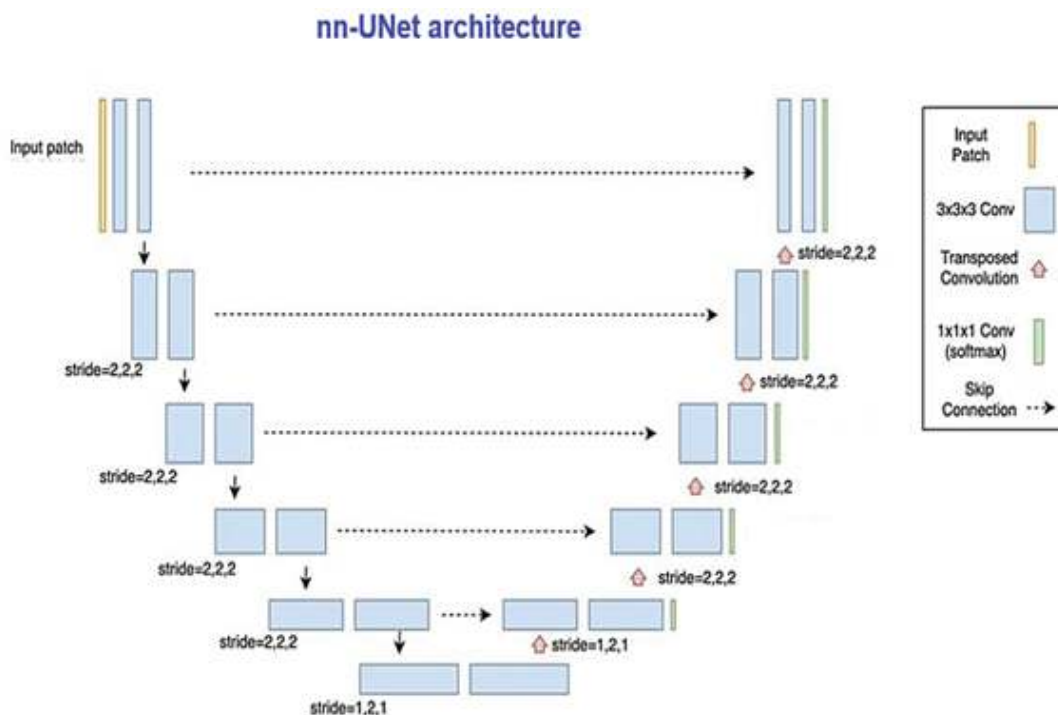 nn-UNet architecture
Input patch
stride=2,2,2
stride=2,2,2
stride=2,2,2
stride=2,2,2
stride=2,2,2
stride=2,2,2
stride=2,2,2
stride=2,2,2
stride=1,2,1
stride=1,2,1
Input
Patch
3x3x3 Conv
Transposed
Convolution
1x1x1 Conv
(softmax)
Skip
Connection